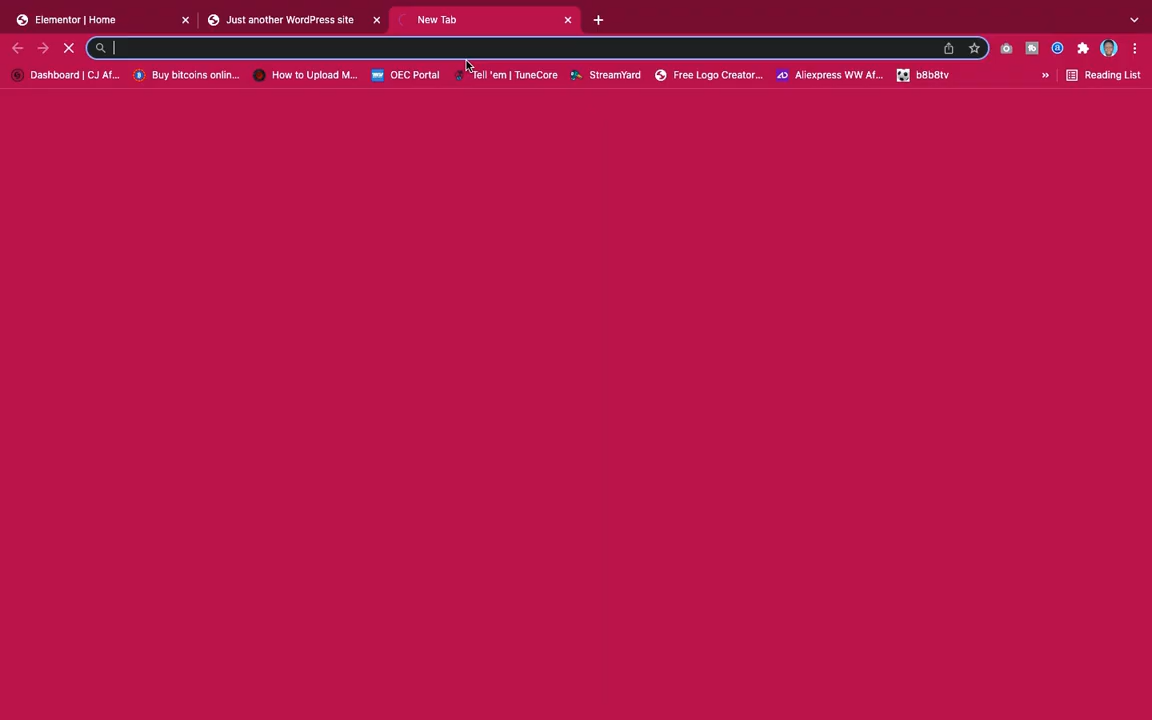 Elementor | Home Just another WordPress site New Tab
Dashboard | CJ Af... Buy bitcoins onlin... How to Upload M... OEC Portal Tell 'em | TuneCore StreamYard Free Logo Creator... Aliexpress WW Af... b8b8tv » Reading List